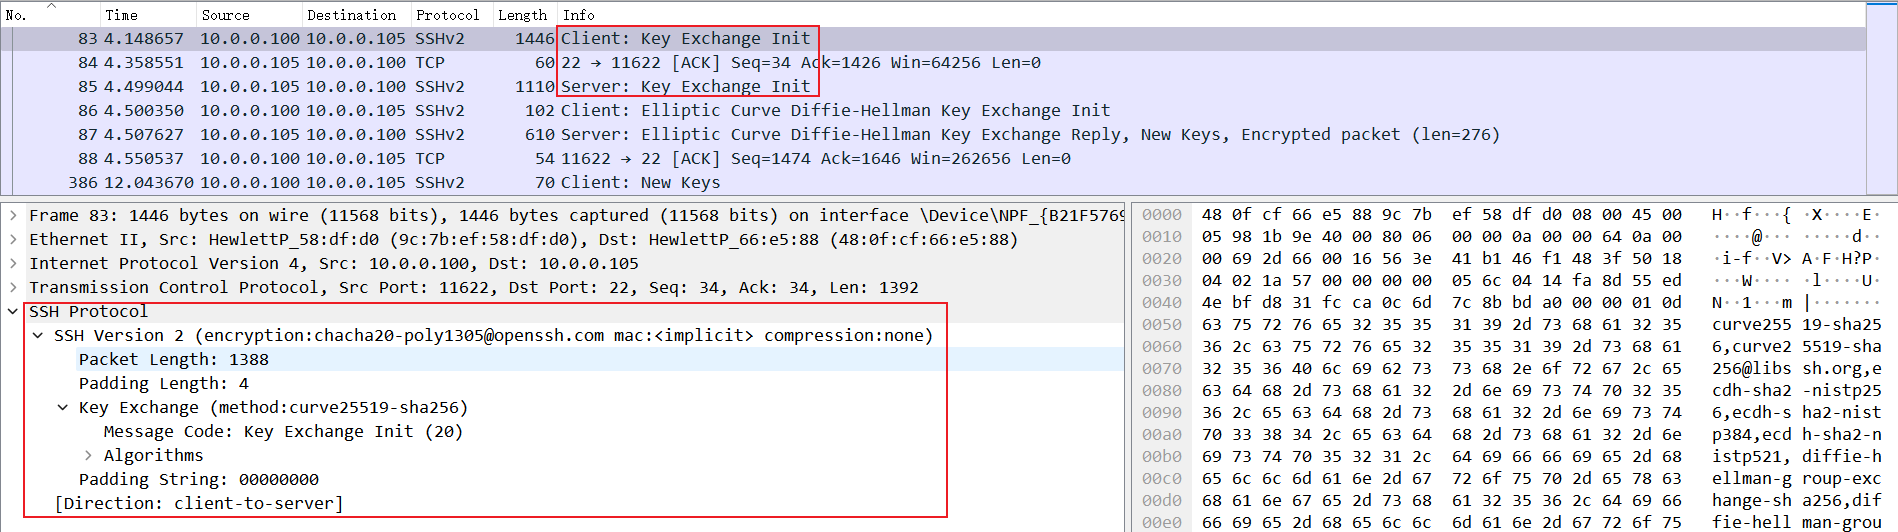 No. Time Source Destination Protocol Length Info
83 4.148657 10.0.0.100 10.0.0.105 SSHv2 1446 Client: Key Exchange Init
84 4.358551 10.0.0.105 10.0.0.100 TCP 60 22 → 11622 [ACK] Seq=34 Ack=1426 Win=64256 Len=0
85 4.499044 10.0.0.105 10.0.0.100 SSHv2 1110 Server: Key Exchange Init
86 4.500350 10.0.0.100 10.0.0.105 SSHv2 102 Client: Elliptic Curve Diffie-Hellman Key Exchange Init
87 4.507627 10.0.0.105 10.0.0.100 SSHv2 610 Server: Elliptic Curve Diffie-Hellman Key Exchange Reply, New Keys, Encrypted packet (len=276)
88 4.550537 10.0.0.100 10.0.0.105 TCP 54 11622 → 22 [ACK] Seq=1474 Ack=1646 Win=262656 Len=0
386 12.043670 10.0.0.100 10.0.0.105 SSHv2 70 Client: New Keys
Frame 83: 1446 bytes on wire (11568 bits), 1446 bytes captured (11568 bits) on interface \Device\NPF_{B21F5769
Ethernet II, Src: HewlettP_58:df:d0 (9c:7b:ef:58:df:d0), Dst: HewlettP_66:e5:88 (48:0f:cf:66:e5:88)
Internet Protocol Version 4, Src: 10.0.0.100, Dst: 10.0.0.105
Transmission Control Protocol, Src Port: 11622, Dst Port: 22, Seq: 34, Ack: 34, Len: 1392
SSH Protocol
SSH Version 2 (encryption:chacha20-poly1305@openssh.com mac:<implicit> compression:none)
Packet Length: 1388
Padding Length: 4
Key Exchange (method:curve25519-sha256)
Message Code: Key Exchange Init (20)
Algorithms
Padding String: 00000000
[Direction: client-to-server]
0000 48 0f cf 66 e5 88 9c 7b ef 58 df d0 08 00 45 00 H··f···{ ·X····E·
0010 05 98 1b 9e 40 00 80 06 00 00 0a 00 00 64 0a 00 ····@··· ·····d··
0020 00 69 2d 66 00 16 56 3e 41 b1 46 f1 48 3f 50 18 ·i-f··V> A·F·H?P·
0030 04 02 1a 57 00 00 00 00 05 6c 04 14 fa 8d 55 ed ···W···· ·l····U·
0040 4e bf d8 31 fc ca 0c 6d 7c 8b bd a0 00 00 01 0d N··1···m |·······
0050 63 75 72 76 65 32 35 35 31 39 2d 73 68 61 32 35 curve255 19-sha25
0060 36 2c 63 75 72 76 65 32 35 35 31 39 2d 73 68 61 6,curve2 5519-sha
0070 32 35 36 40 6c 69 62 73 73 68 2e 6f 72 67 2c 65 256@libs sh.org,e
0080 63 64 68 2d 73 68 61 32 2d 6e 69 73 74 70 32 35 cdh-sha2 -nistp25
0090 36 2c 65 63 64 68 2d 73 68 61 32 2d 6e 69 73 74 6,ecdh-s ha2-nist
00a0 70 33 38 34 2c 65 63 64 68 2d 73 68 61 32 2d 6e p384,ecd h-sha2-n
00b0 69 73 74 70 35 32 31 2c 64 69 66 66 69 65 2d 68 istp521, diffie-h
00c0 65 6c 6c 6d 61 6e 2d 67 72 6f 75 70 2d 65 78 63 ellman-g roup-exc
00d0 68 61 6e 67 65 2d 73 68 61 32 35 36 2c 64 69 66 hange-sh a256,dif
00e0 66 69 65 2d 68 65 6c 6c 6d 61 6e 2d 67 72 6f 75 fie-hell man-grou